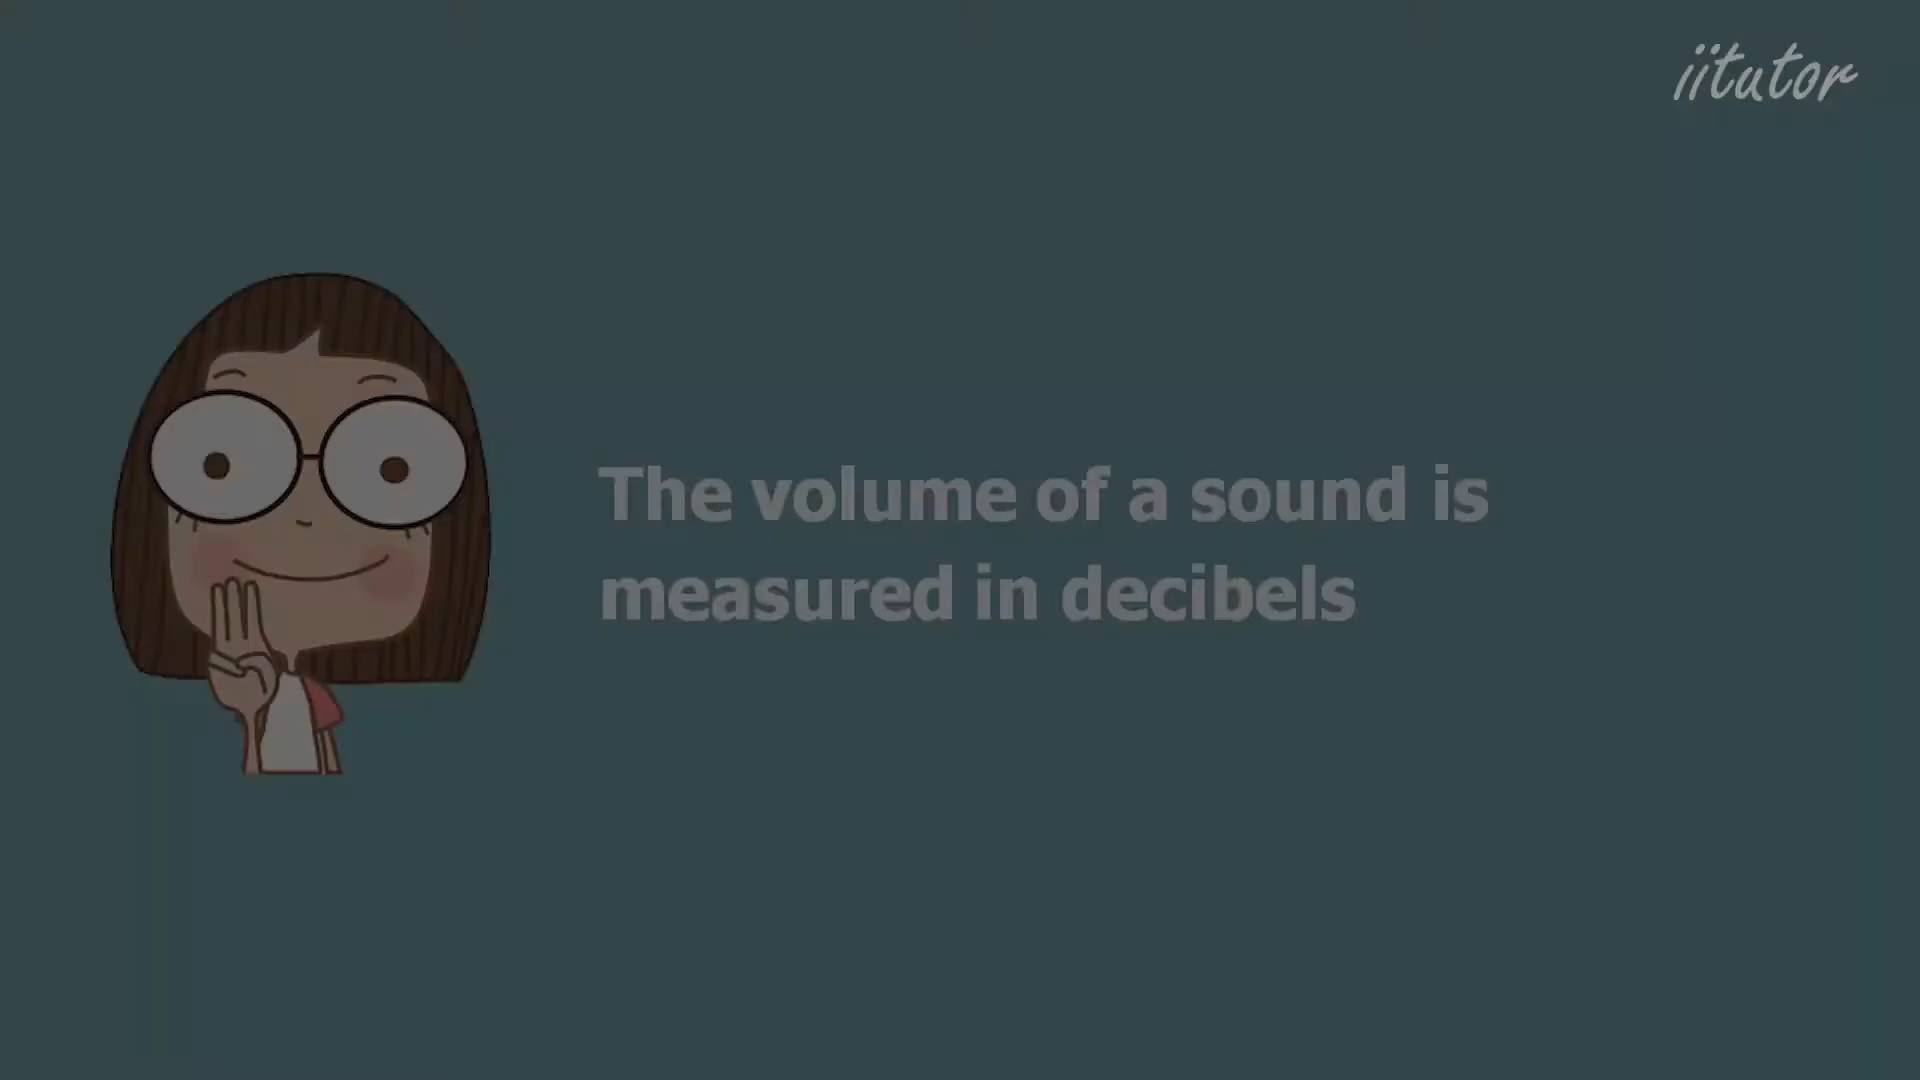 iitutor
The volume of a sound is
measured in decibels